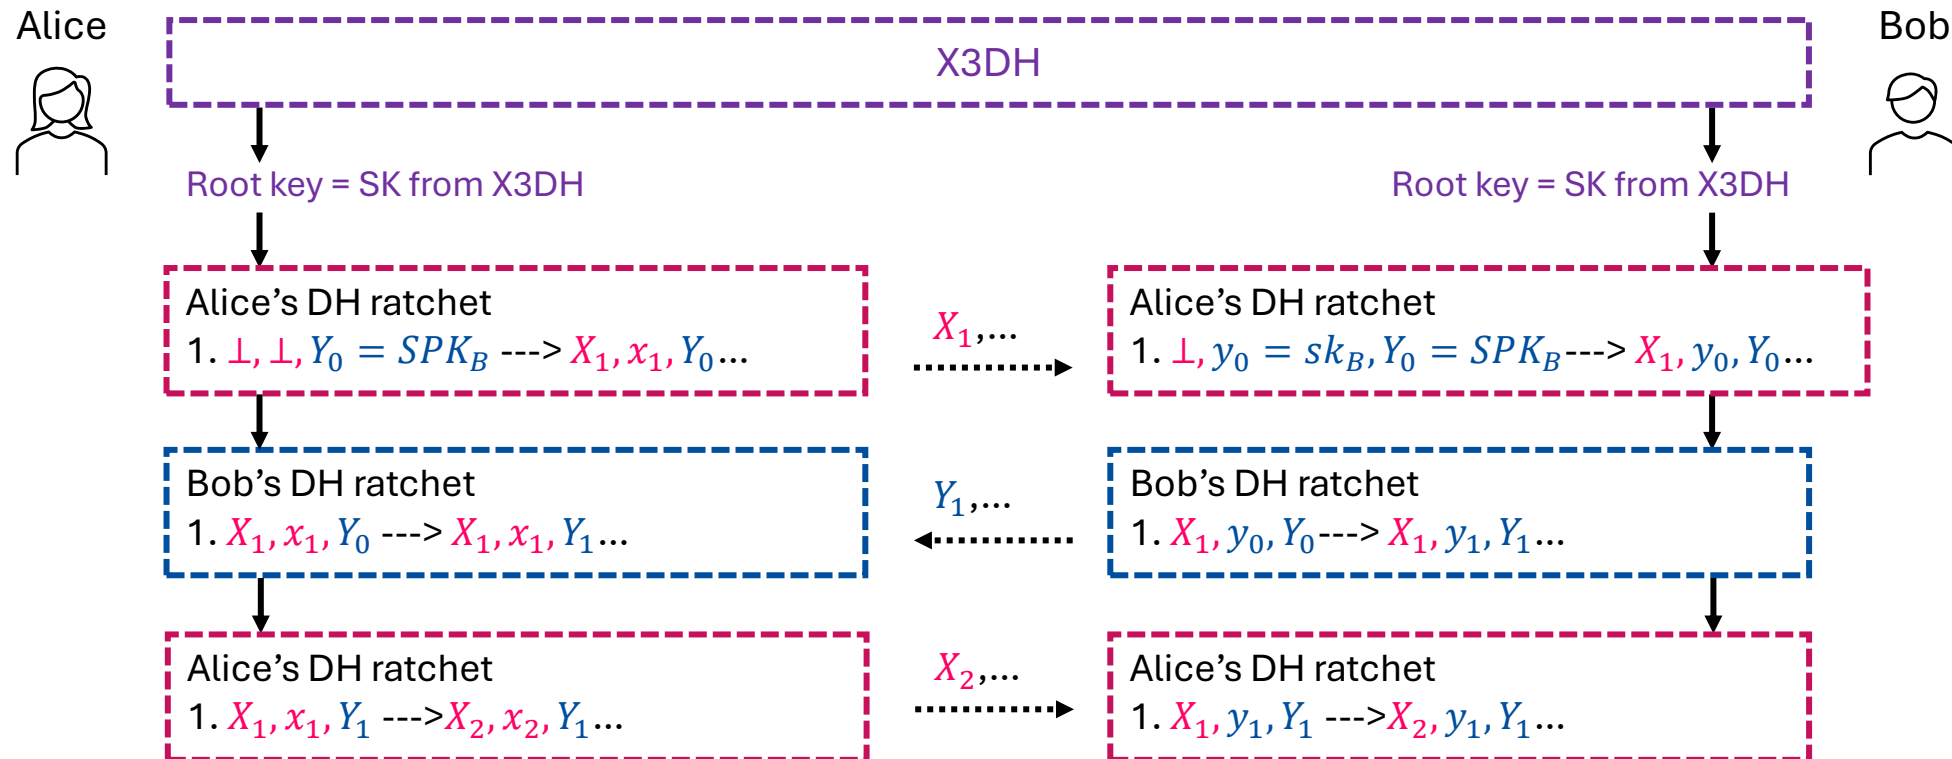 Alice
X3DH
Bob
Root key = SK from X3DH
Root key = SK from X3DH
Alice's DH ratchet
1. ⊥, ⊥, Y₀ = SPK_B ---> X₁, x₁, Y₀...
X₁,...
Alice's DH ratchet
1. ⊥, y₀ = sk_B, Y₀ = SPK_B---> X₁, y₀, Y₀...
Bob's DH ratchet
1. X₁, x₁, Y₀ ---> X₁, x₁, Y₁...
Y₁,...
Bob's DH ratchet
1. X₁, y₀, Y₀---> X₁, y₁, Y₁...
Alice's DH ratchet
1. X₁, x₁, Y₁ --->X₂, x₂, Y₁...
X₂,...
Alice's DH ratchet
1. X₁, y₁, Y₁ --->X₂, y₁, Y₁...